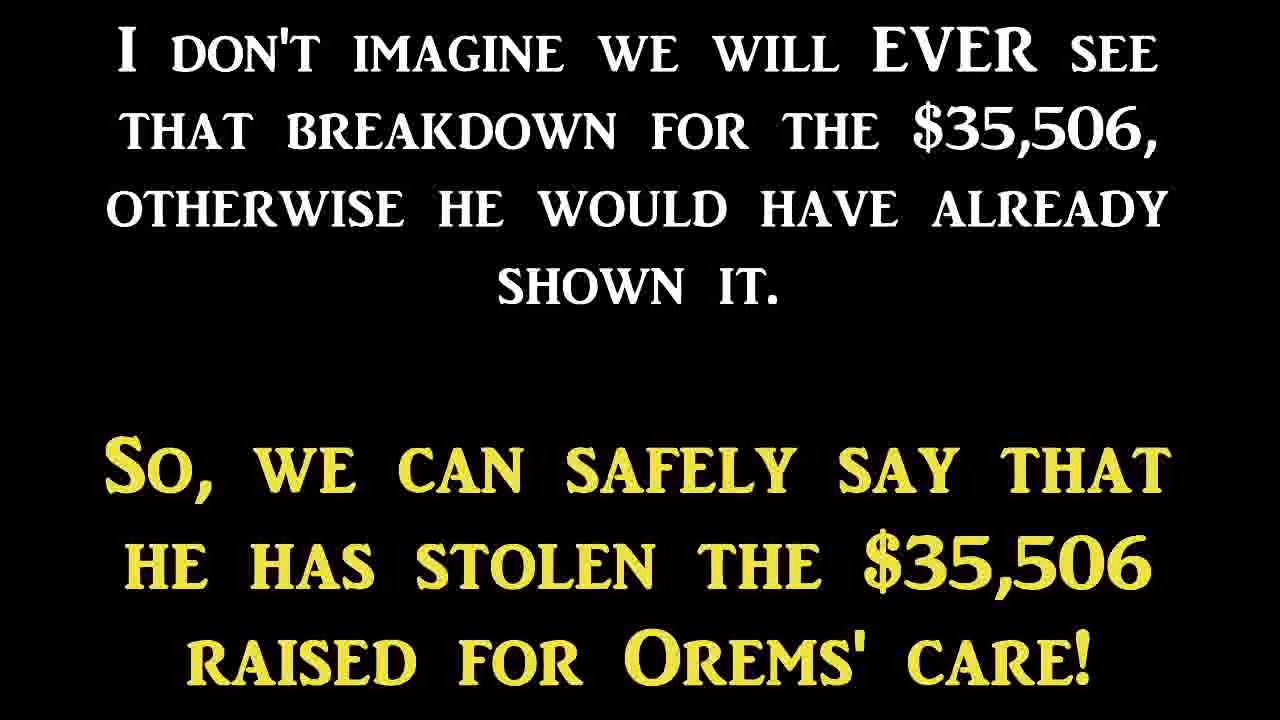 I DON'T IMAGINE WE WILL EVER SEE
THAT BREAKDOWN FOR THE $35,506,
OTHERWISE HE WOULD HAVE ALREADY
SHOWN IT.
SO, WE CAN SAFELY SAY THAT
HE HAS STOLEN THE $35,506
RAISED FOR OREMS' CARE!